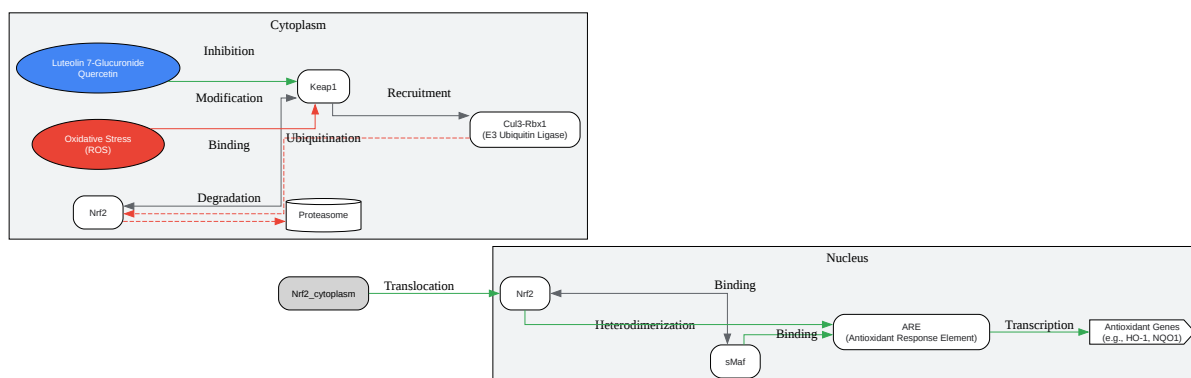 Cytoplasm
Inhibition
Luteolin 7-Glucuronide
Quercetin
Keap1
Modification
Recruitment
Cul3-Rbx1
(E3 Ubiquitin Ligase)
Oxidative Stress
(ROS)
Binding
Ubiquitination
Degradation
Nrf2
Proteasome
Nucleus
Nrf2_cytoplasm
Translocation
Nrf2
Binding
Heterodimerization
Binding
sMaf
ARE
(Antioxidant Response Element)
Transcription
Antioxidant Genes
(e.g., HO-1, NQO1)